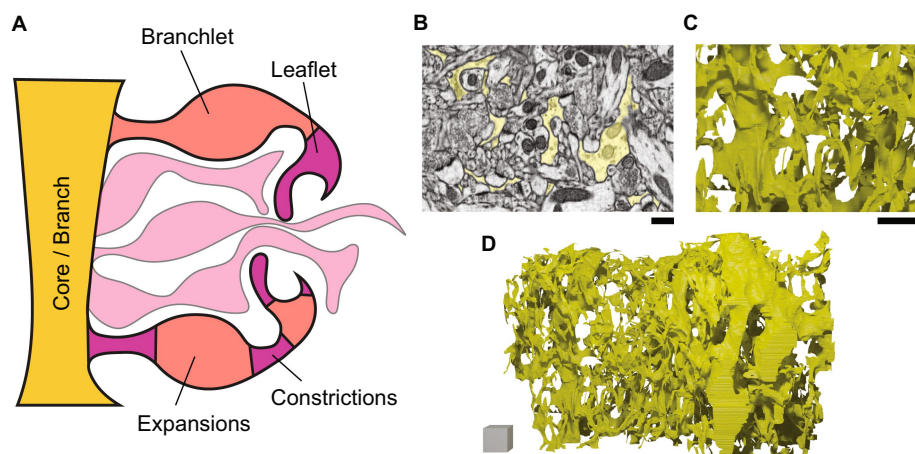 A
Branchlet
Leaflet
Core / Branch
Constrictions
Expansions
B
C
D